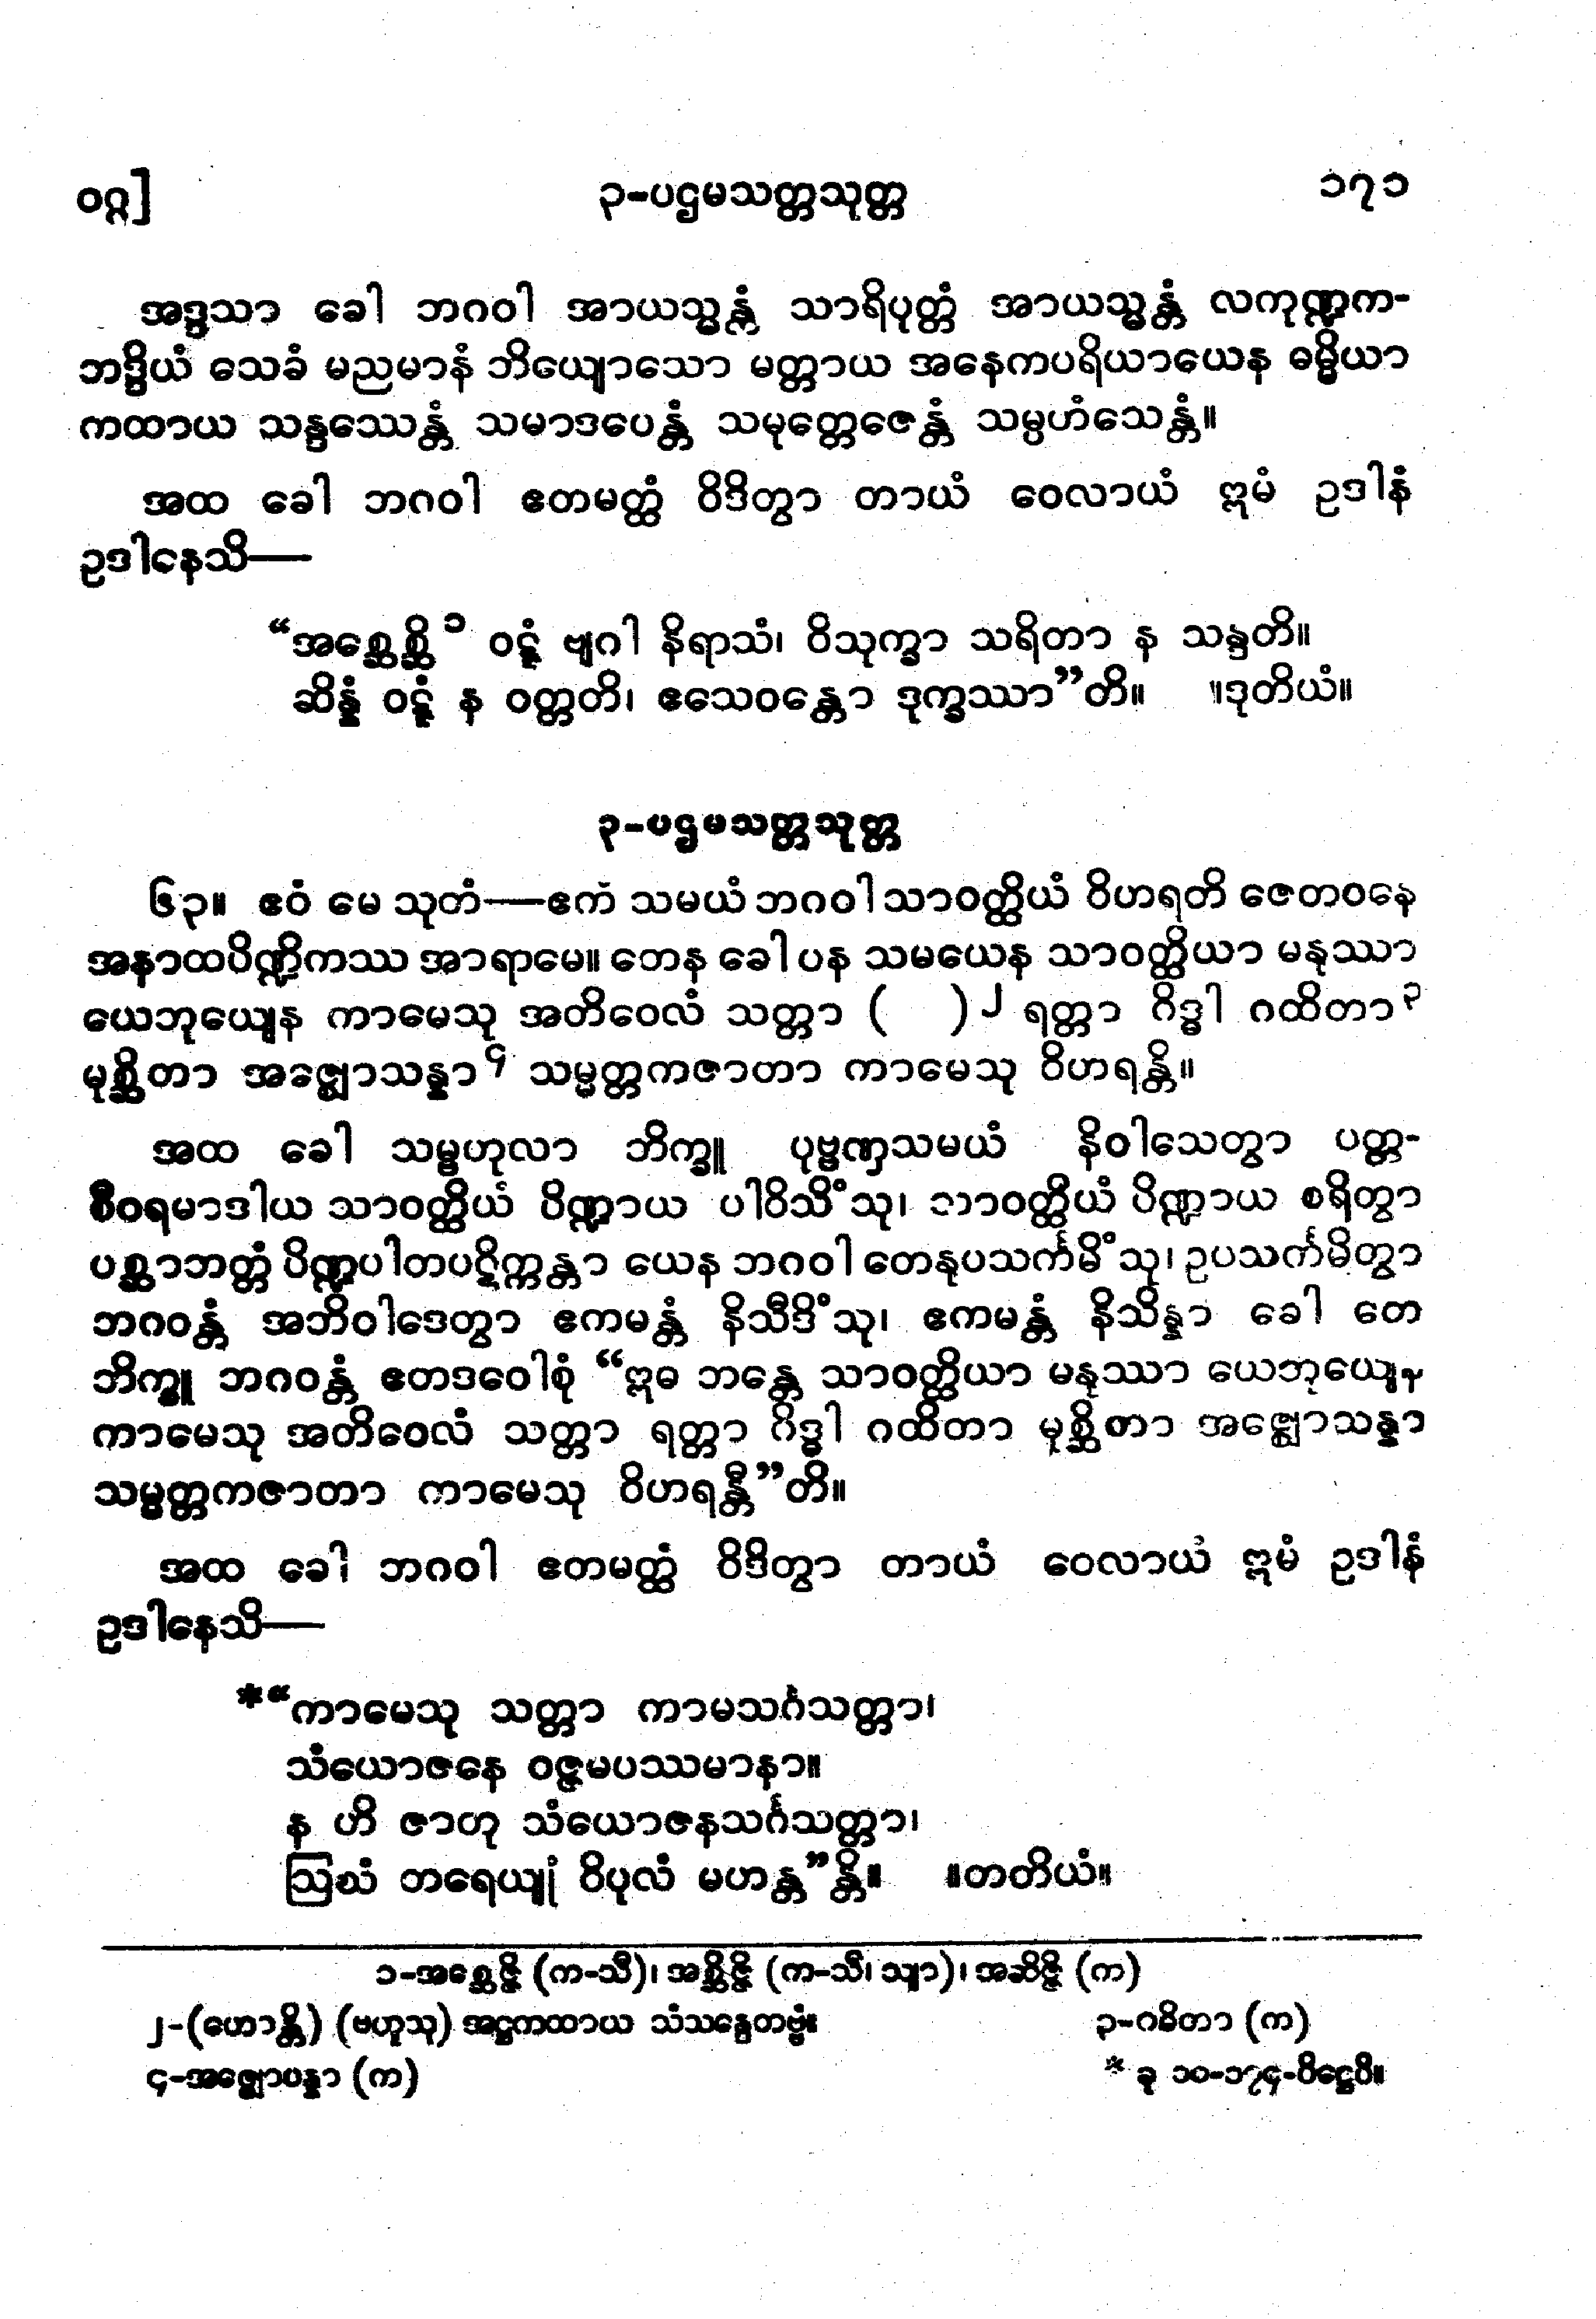 ဝဂ္ဂ] ၃-ပဌမသတ္တသုတ္တ ၁၇၁
အဒ္ဒသာ ခေါ ဘဂဝါ အာယသ္မန္တံ သာရိပုတ္တံ အာယသ္မန္တံ လကုဏ္ဍက-
ဘဒ္ဒိယံ သေခံ မညမာနံ ဘိယျောသော မတ္တာယ အနေကပရိယာယေန ဓမ္မိယာ
ကထာယ သန္ဒဿေန္တံ သမာဒပေန္တံ သမုတ္တေဇေန္တံ သမ္ပဟံသေန္တံ။
အထ ခေါ ဘဂဝါ ဧတမတ္ထံ ဝိဒိတွာ တာယံ ဝေလာယံ ဣမံ ဥဒါနံ
ဥဒါနေသိ—
“အစ္ဆေစ္ဆိ ၁ ဝဋ္ဋံ ဗျဂါ နိရာသံ၊ ဝိသုက္ခာ သရိတာ န သန္ဒတိ။
ဆိန္နံ ဝဋ္ဋံ န ဝတ္တတိ၊ ဧသေဝန္တော ဒုက္ခဿာ”တိ။ ။ဒုတိယံ။
၃-ပဌမသတ္တသုတ္တ
၆၃။ ဧဝံ မေ သုတံ—ဧကံ သမယံ ဘဂဝါ သာဝတ္ထိယံ ဝိဟရတိ ဇေတဝနေ
အနာထပိဏ္ဍိကဿ အာရာမေ။ တေန ခေါ ပန သမယေန သာဝတ္ထိယာ မနုဿာ
ယေဘုယျေန ကာမေသု အတိဝေလံ သတ္တာ ( ) ၂ ရတ္တာ ဂိဒ္ဓါ ဂထိတာ ၃
မုစ္ဆိတာ အဇ္ဈောသန္နာ ၄ သမ္မတ္တကဇာတာ ကာမေသု ဝိဟရန္တိ။
အထ ခေါ သမ္ဗဟုလာ ဘိက္ခူ ပုဗ္ဗဏှသမယံ နိဝါသေတွာ ပတ္တ-
စီဝရမာဒါယ သာဝတ္ထိယံ ပိဏ္ဍာယ ပါဝိသိံသု၊ သာဝတ္ထိယံ ပိဏ္ဍာယ စရိတွာ
ပစ္ဆာဘတ္တံ ပိဏ္ဍပါတပဋိက္ကန္တာ ယေန ဘဂဝါ တေနုပသင်္ကမိံသု၊ ဥပသင်္ကမိတွာ
ဘဂဝန္တံ အဘိဝါဒေတွာ ဧကမန္တံ နိသီဒိံသု၊ ဧကမန္တံ နိသိန္နာ ခေါ တေ
ဘိက္ခူ ဘဂဝန္တံ ဧတဒဝေါစုံ “ဣဓ ဘန္တေ သာဝတ္ထိယာ မနုဿာ ယေဘုယျေန
ကာမေသု အတိဝေလံ သတ္တာ ရတ္တာ ဂိဒ္ဓါ ဂထိတာ မုစ္ဆိတာ အဇ္ဈောသန္နာ
သမ္မတ္တကဇာတာ ကာမေသု ဝိဟရန္တီ”တိ။
အထ ခေါ ဘဂဝါ ဧတမတ္ထံ ဝိဒိတွာ တာယံ ဝေလာယံ ဣမံ ဥဒါနံ
ဥဒါနေသိ—
*“ကာမေသု သတ္တာ ကာမသင်္ဂသတ္တာ၊
သံယောဇနေ ဝဇ္ဇမပဿမာနာ။
န ဟိ ဇာတု သံယောဇနသင်္ဂသတ္တာ၊
ဩဃံ တရေယျုံ ဝိပုလံ မဟန္တ”န္တိ။ ။တတိယံ။
၁-အစ္ဆေဇ္ဇိ (က-သီ)၊ အစ္ဆိဇ္ဇိ (က-သီ၊ သျာ)၊ အဆိဇ္ဇိ (က)
၂-(ဟောန္တိ) (ဗဟူသု) အဋ္ဌကထာယ သံသန္ဒေတဗ္ဗံ။ ၃-ဂဓိတာ (က)
၄-အဇ္ဈောပန္နာ (က) * ခု ၁၀-၁၇၄-ပိဋ္ဌေပိ။